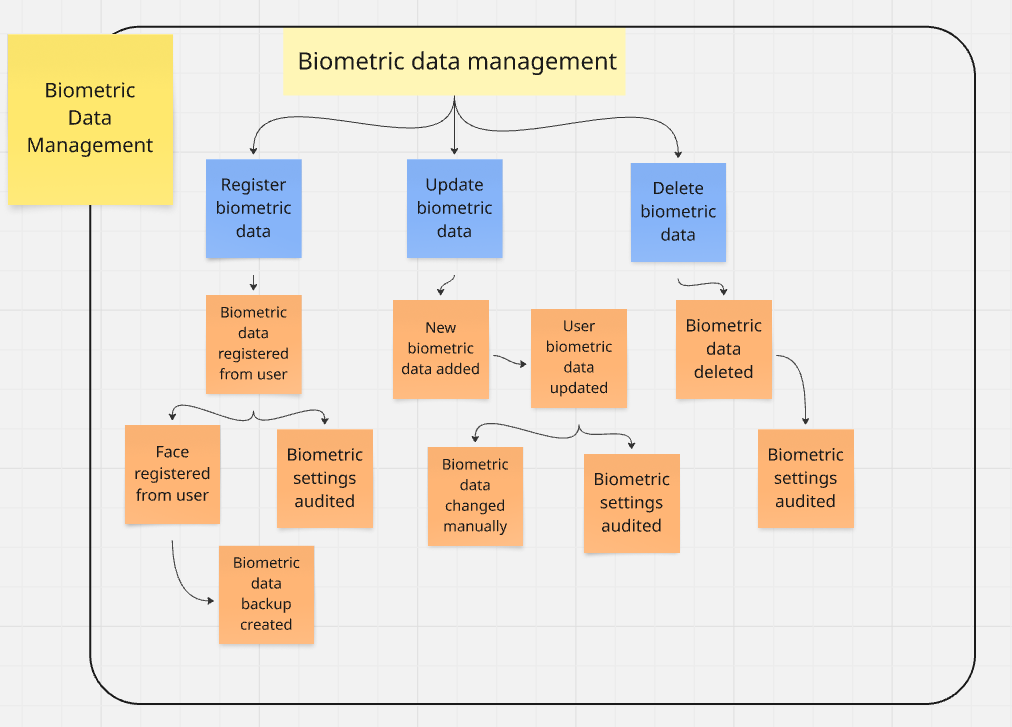 Biometric data management
Biometric
Data
Management
Register
biometric
data
Update
biometric
data
Delete
biometric
data
Biometric
data
registered
from user
New
biometric
data added
User
biometric
data
updated
Biometric
data
deleted
Face
registered
from user
Biometric
settings
audited
Biometric
data
changed
manually
Biometric
settings
audited
Biometric
settings
audited
Biometric
data
backup
created